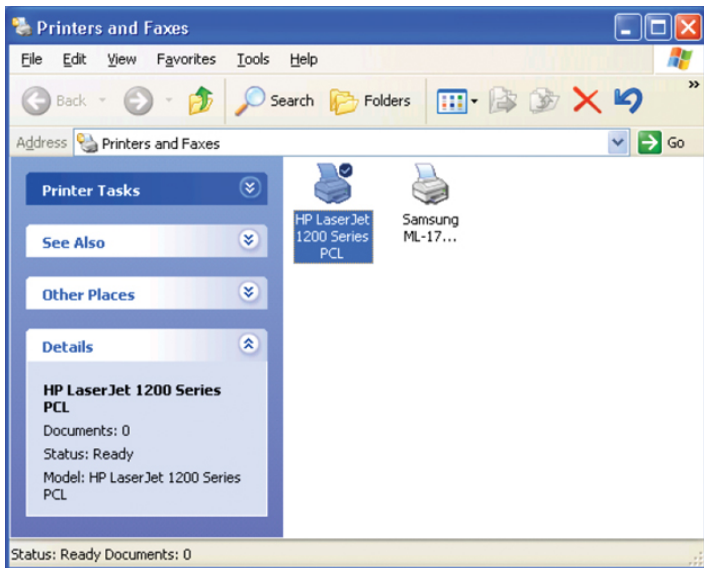 Printers and Faxes
File Edit View Favorites Tools Help
Back Search Folders »
Address Printers and Faxes Go
Printer Tasks
See Also
Other Places
Details
HP LaserJet 1200 Series
PCL
Documents: 0
Status: Ready
Model: HP LaserJet 1200 Series
PCL
HP LaserJet
1200 Series
PCL
Samsung
ML-17...
Status: Ready Documents: 0